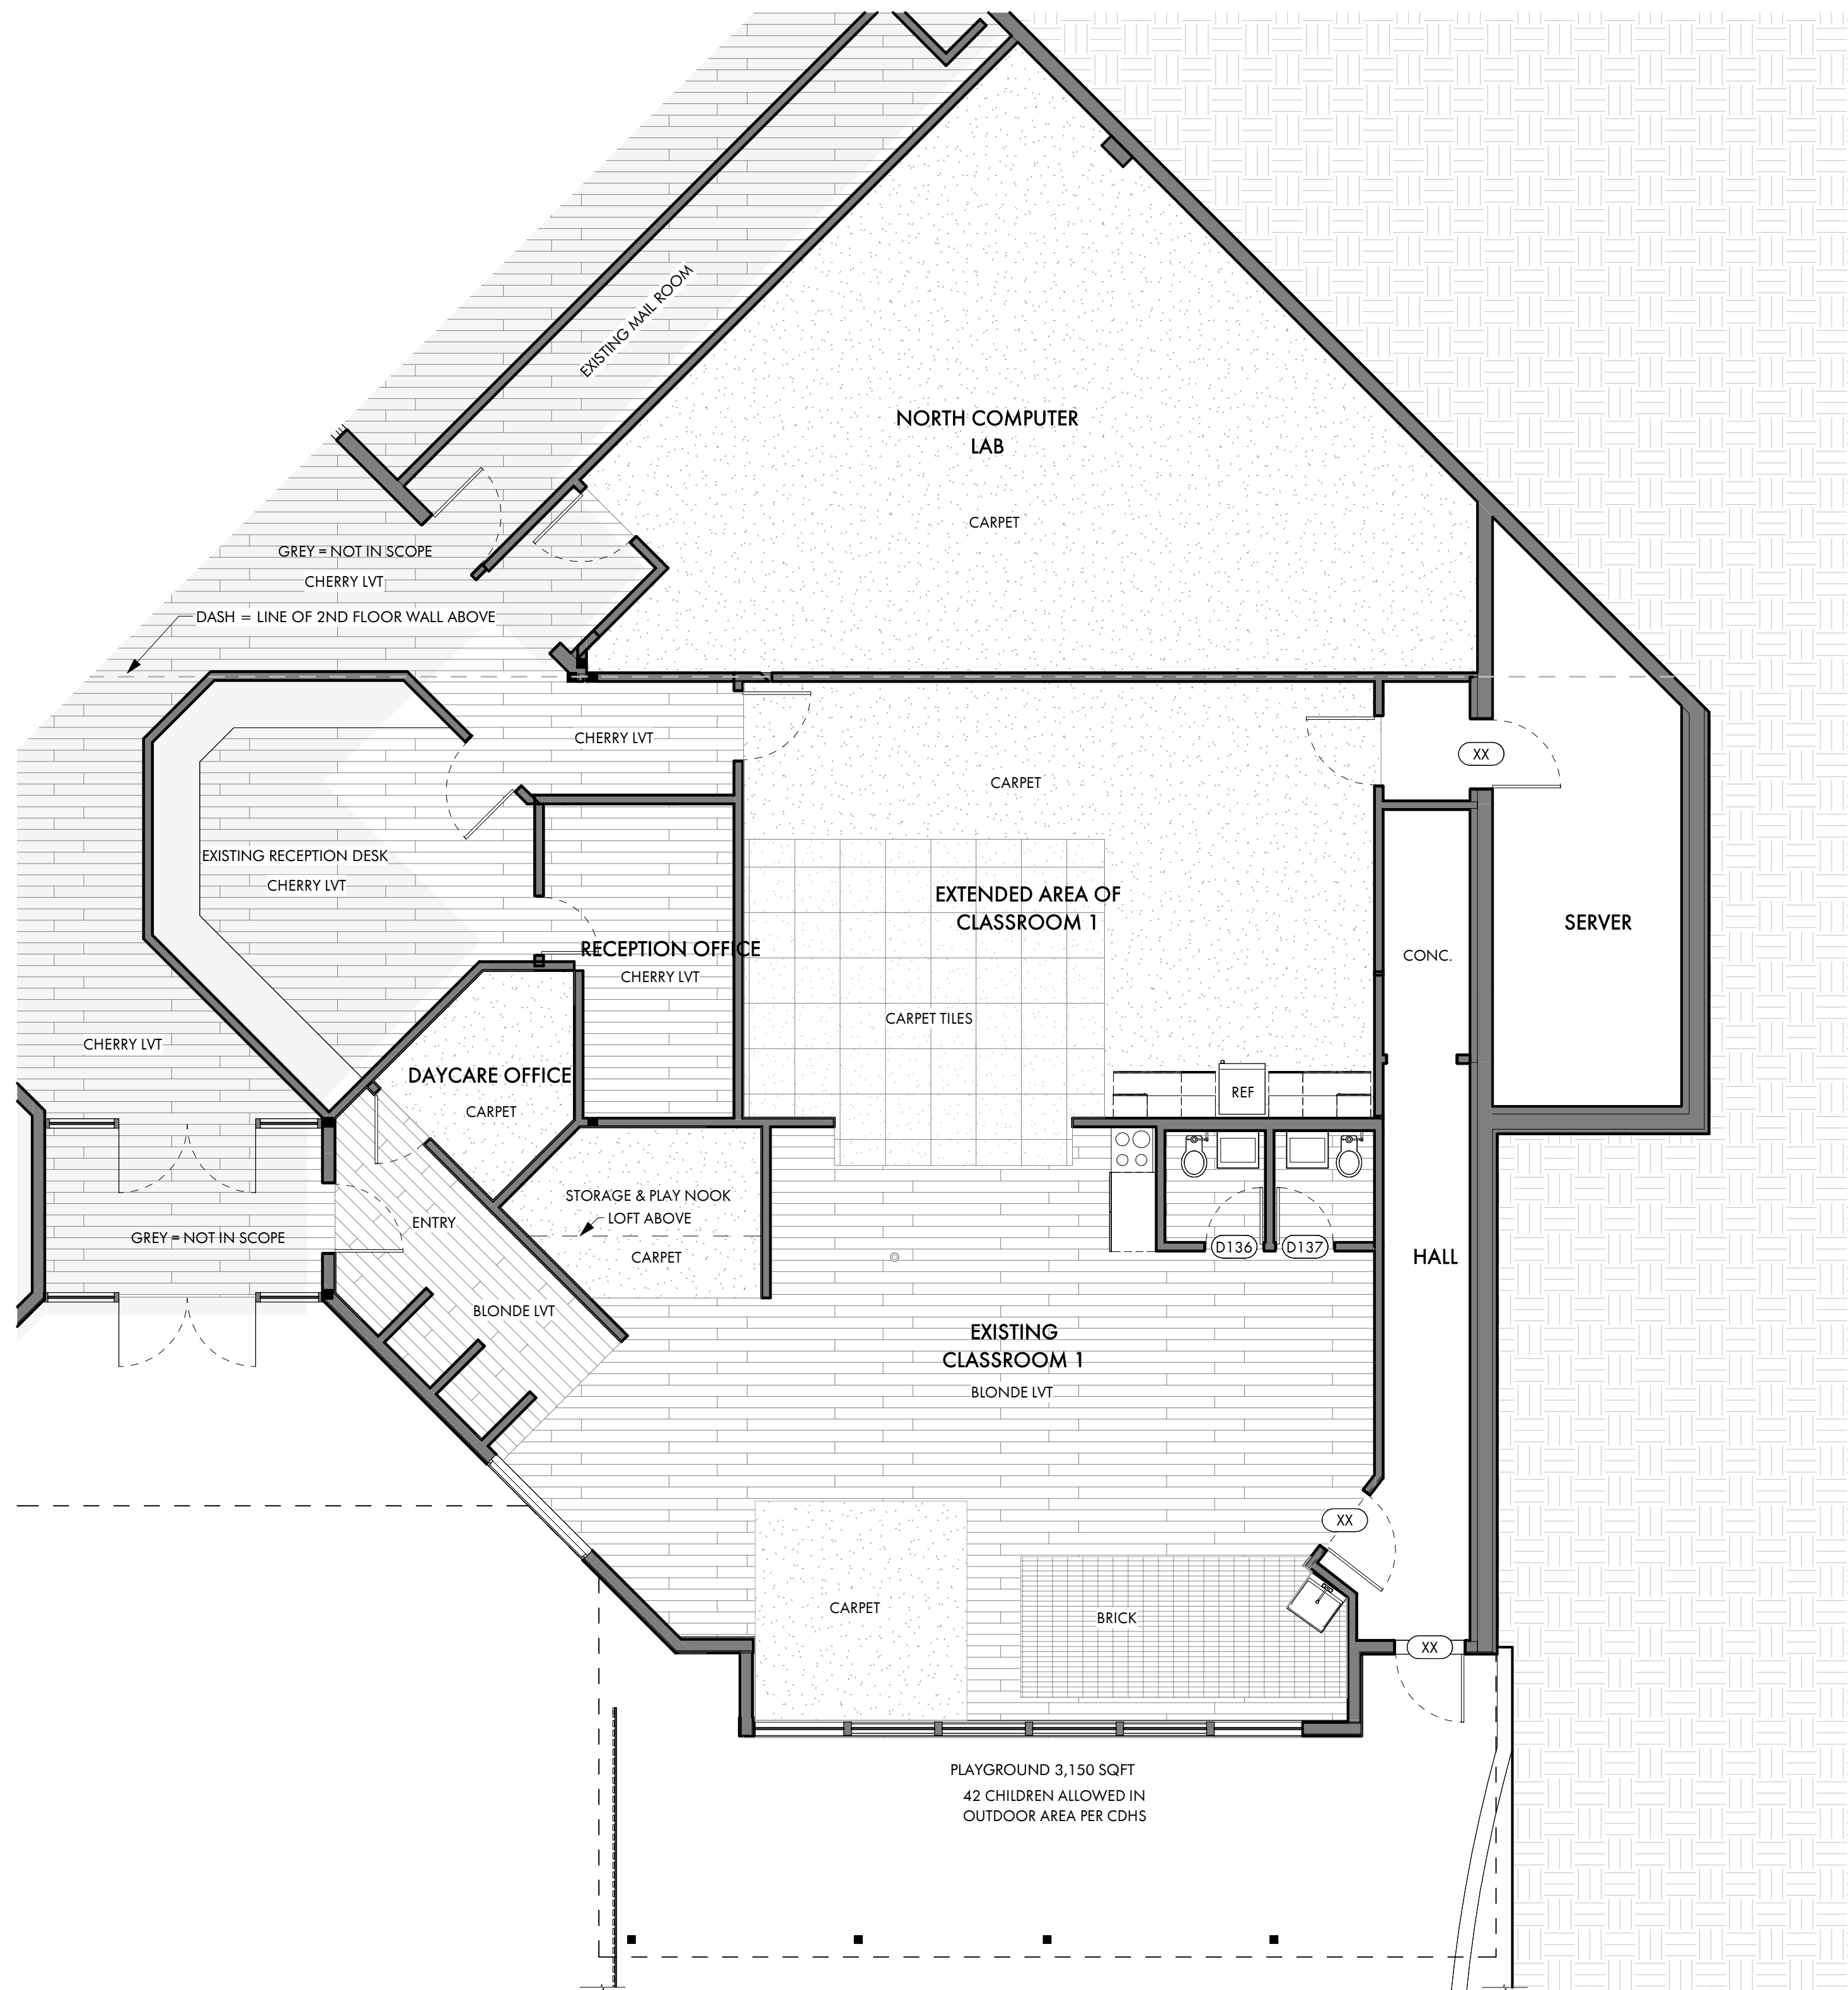 EXISTING MAIL ROOM
NORTH COMPUTER
LAB
CARPET
GREY = NOT IN SCOPE
CHERRY LVT
DASH = LINE OF 2ND FLOOR WALL ABOVE
CHERRY LVT
XX
CARPET
EXISTING RECEPTION DESK
CHERRY LVT
EXTENDED AREA OF
CLASSROOM 1
SERVER
RECEPTION OFFICE
CHERRY LVT
CONC.
CARPET TILES
CHERRY LVT
DAYCARE OFFICE
CARPET
REF
STORAGE & PLAY NOOK
LOFT ABOVE
CARPET
ENTRY
GREY = NOT IN SCOPE
D136
D137
HALL
BLONDE LVT
EXISTING
CLASSROOM 1
BLONDE LVT
XX
CARPET
BRICK
XX
PLAYGROUND 3,150 SQFT
42 CHILDREN ALLOWED IN
OUTDOOR AREA PER CDHS